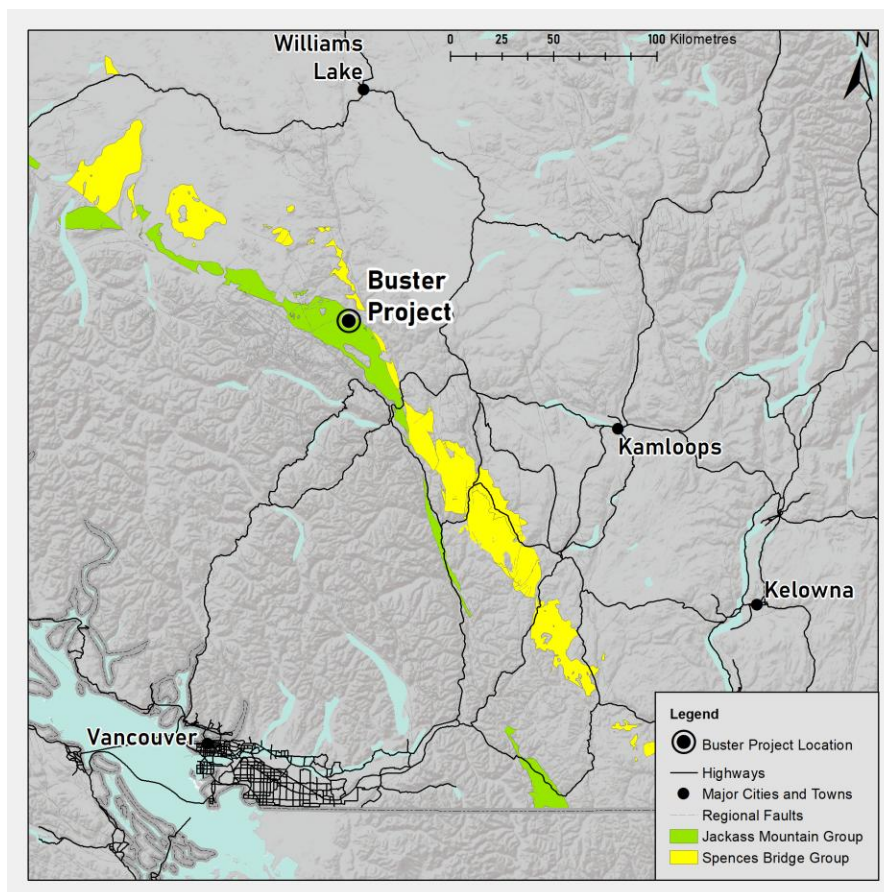 Williams
Lake
0 25 50 100 Kilometres
N
Buster
Project
Kamloops
Kelowna
Vancouver
Legend
Buster Project Location
Highways
Major Cities and Towns
Regional Faults
Jackass Mountain Group
Spences Bridge Group